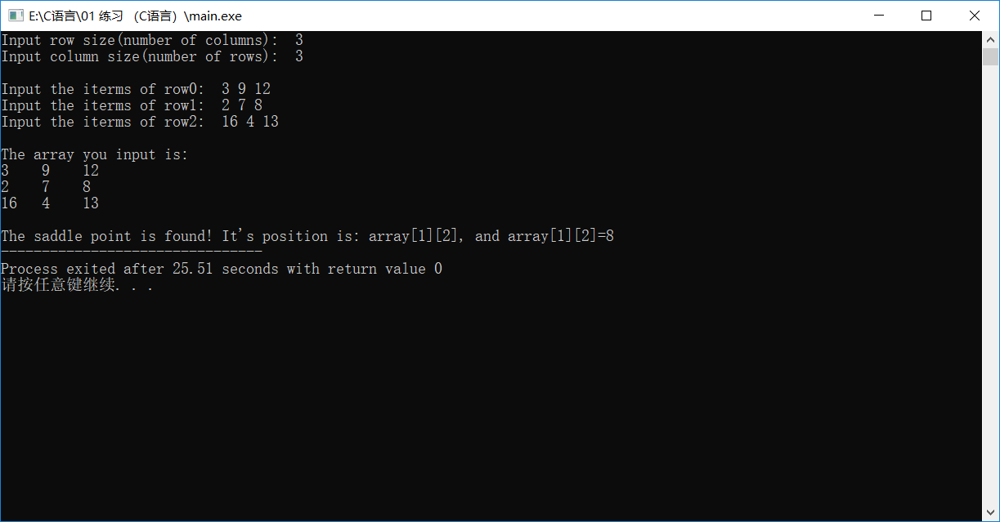 E:\C语言\01 练习 （C语言）\main.exe
Input row size(number of columns):  3
Input column size(number of rows):  3
Input the iterms of row0:  3 9 12
Input the iterms of row1:  2 7 8
Input the iterms of row2:  16 4 13
The array you input is:
3    9    12
2    7    8
16   4    13
The saddle point is found! It's position is: array[1][2], and array[1][2]=8
--------------------------------
Process exited after 25.51 seconds with return value 0
请按任意键继续. . .